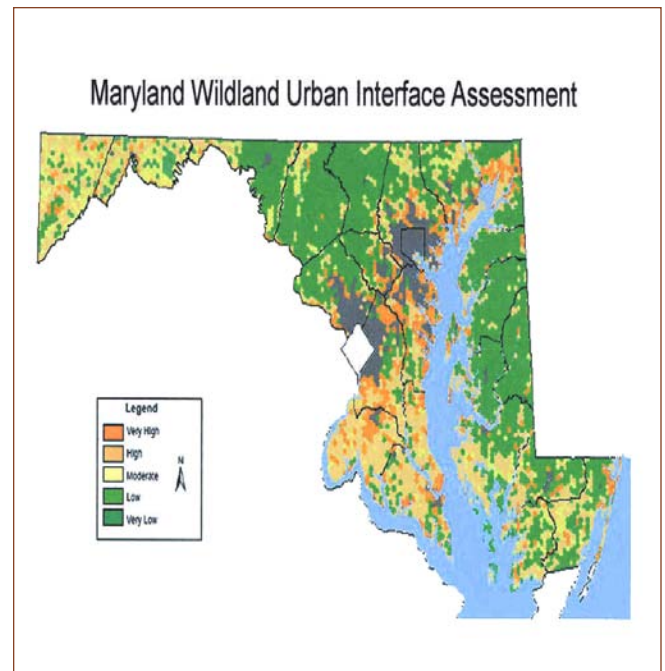 Maryland Wildland Urban Interface Assessment
Legend
Very High
High
Moderate
Low
Very Low
N